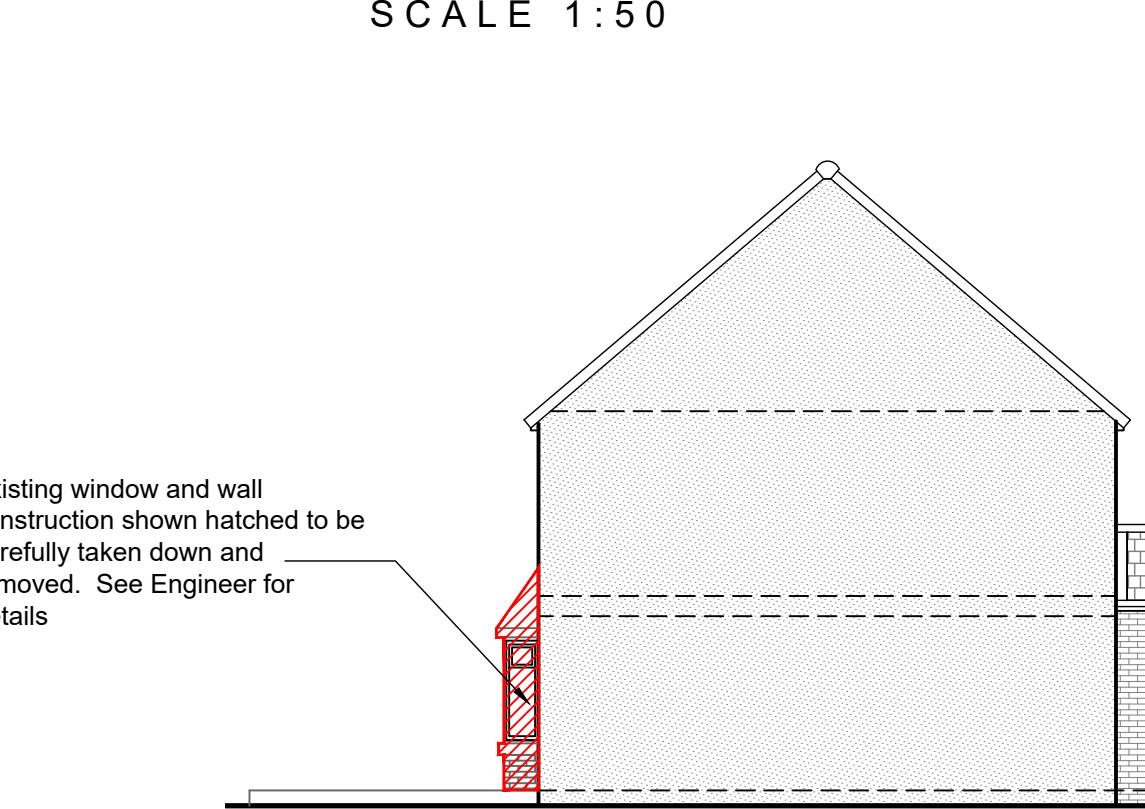 SCALE 1:50
isting window and wall
nstruction shown hatched to be
refully taken down and
moved. See Engineer for
tails